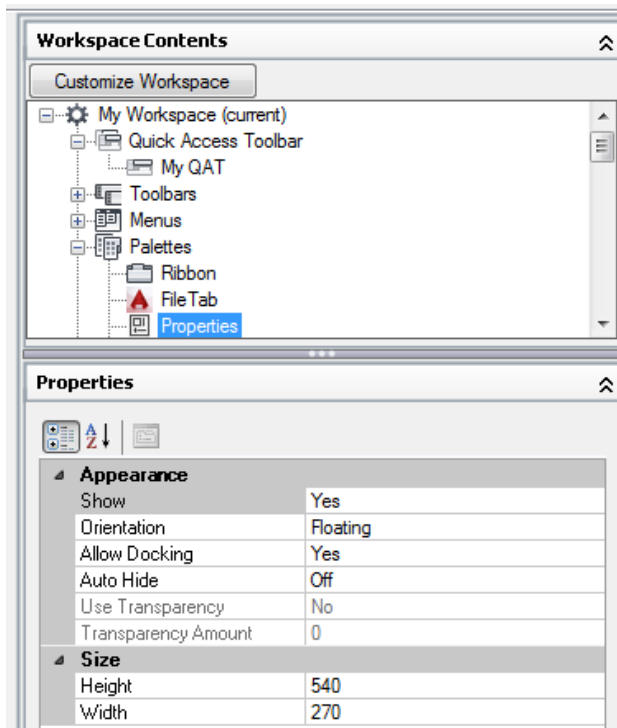 Workspace Contents
Customize Workspace
My Workspace (current)
Quick Access Toolbar
My QAT
Toolbars
Menus
Palettes
Ribbon
FileTab
Properties
Properties
Appearance
Show Yes
Orientation Floating
Allow Docking Yes
Auto Hide Off
Use Transparency No
Transparency Amount 0
Size
Height 540
Width 270